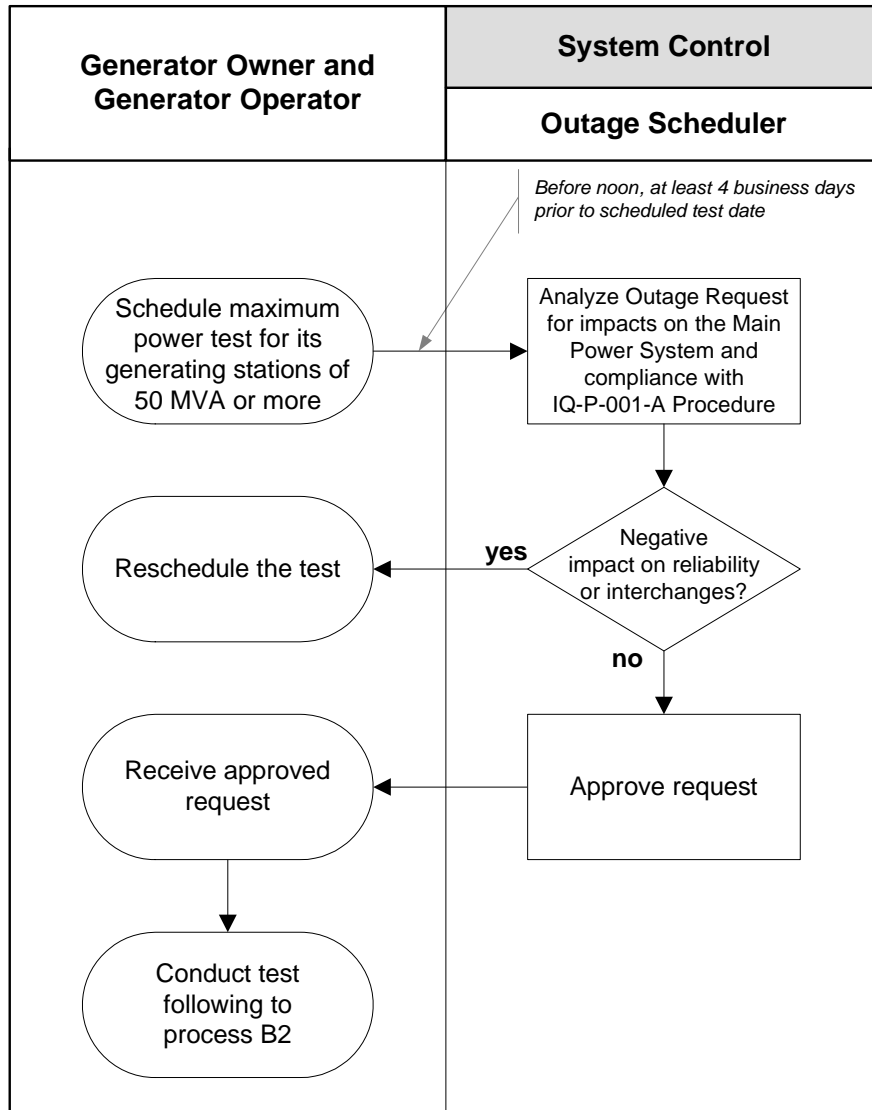 Generator Owner and
Generator Operator
System Control
Outage Scheduler
Before noon, at least 4 business days
prior to scheduled test date
Schedule maximum
power test for its
generating stations of
50 MVA or more
Analyze Outage Request
for impacts on the Main
Power System and
compliance with
IQ-P-001-A Procedure
Reschedule the test
yes
Negative
impact on reliability
or interchanges?
no
Receive approved
request
Approve request
Conduct test
following to
process B2